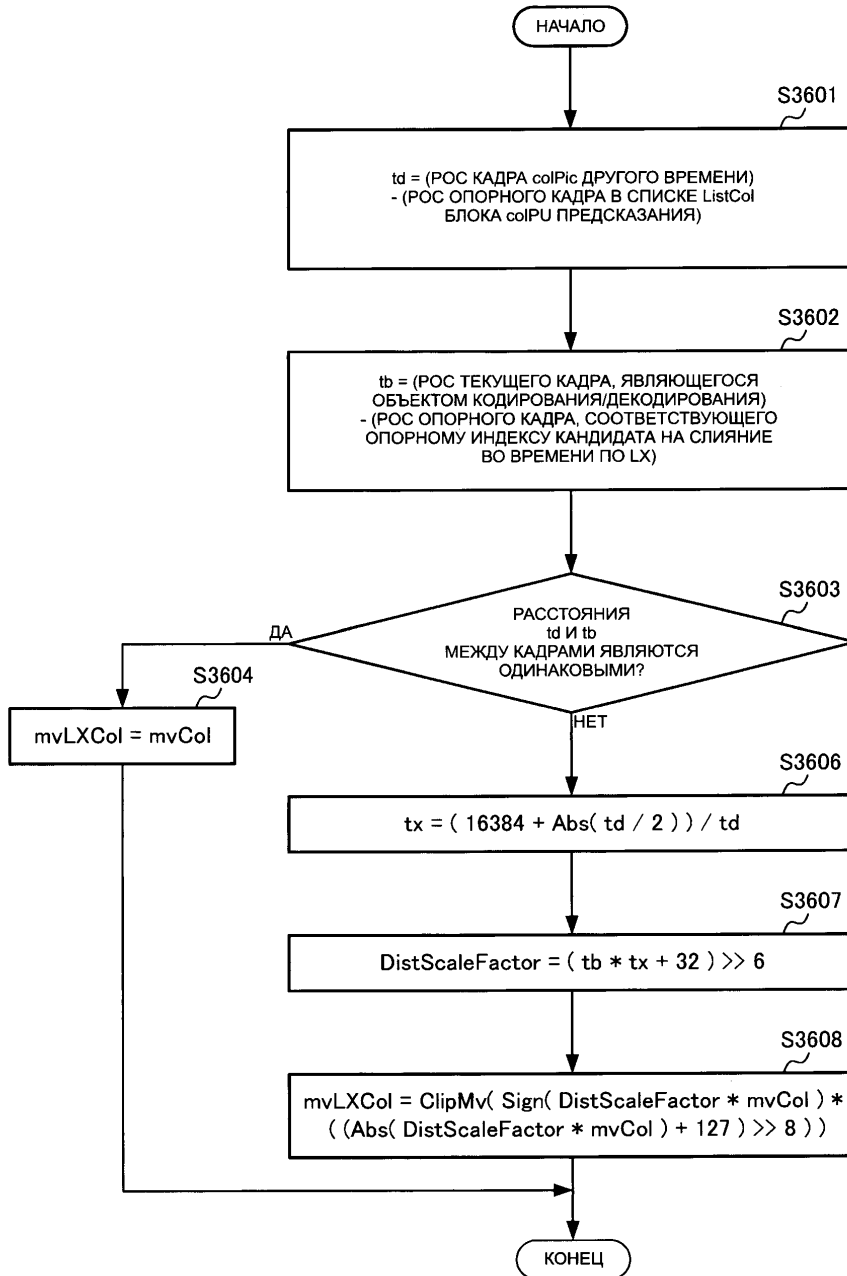 НАЧАЛО
S3601
td = (POC КАДРА colPic ДРУГОГО ВРЕМЕНИ)
- (POC ОПОРНОГО КАДРА В СПИСКЕ ListCol
БЛОКА colPU ПРЕДСКАЗАНИЯ)
S3602
tb = (POC ТЕКУЩЕГО КАДРА, ЯВЛЯЮЩЕГОСЯ
ОБЪЕКТОМ КОДИРОВАНИЯ/ДЕКОДИРОВАНИЯ)
- (POC ОПОРНОГО КАДРА, СООТВЕТСТВУЮЩЕГО
ОПОРНОМУ ИНДЕКСУ КАНДИДАТА НА СЛИЯНИЕ
ВО ВРЕМЕНИ ПО LX)
S3603
РАССТОЯНИЯ
td И tb
МЕЖДУ КАДРАМИ ЯВЛЯЮТСЯ
ОДИНАКОВЫМИ?
ДА
S3604
mvLXCol = mvCol
НЕТ
S3606
tx = ( 16384 + Abs( td / 2 ) ) / td
S3607
DistScaleFactor = ( tb * tx + 32 ) >> 6
S3608
mvLXCol = ClipMv( Sign( DistScaleFactor * mvCol ) *
( (Abs( DistScaleFactor * mvCol ) + 127 ) >> 8 ) )
КОНЕЦ